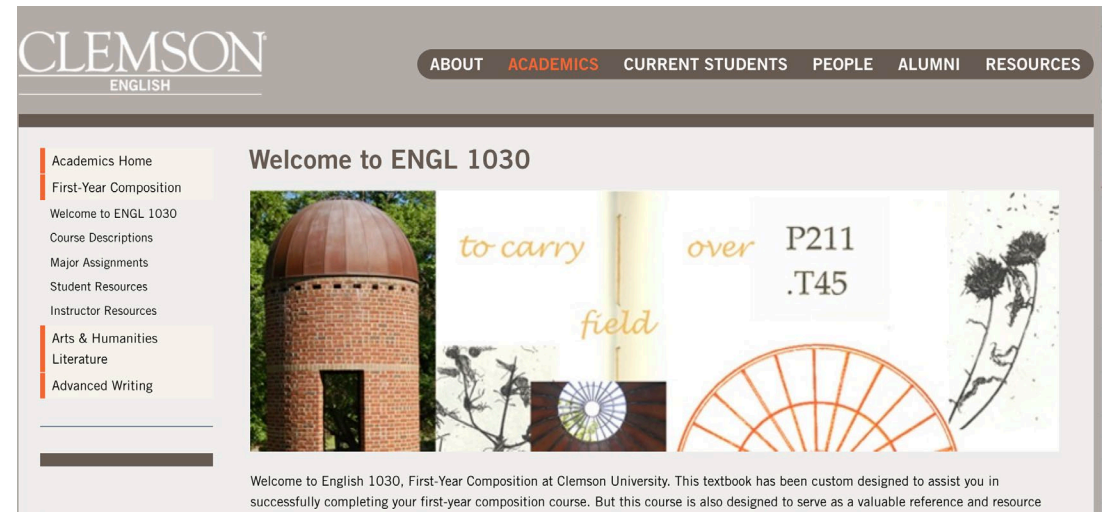 CLEMSON
ENGLISH
ABOUT ACADEMICS CURRENT STUDENTS PEOPLE ALUMNI RESOURCES
Academics Home
First-Year Composition
Welcome to ENGL 1030
Course Descriptions
Major Assignments
Student Resources
Instructor Resources
Arts & Humanities
Literature
Advanced Writing
Welcome to ENGL 1030
to carry over
field
P211
.T45
Welcome to English 1030, First-Year Composition at Clemson University. This textbook has been custom designed to assist you in
successfully completing your first-year composition course. But this course is also designed to serve as a valuable reference and resource